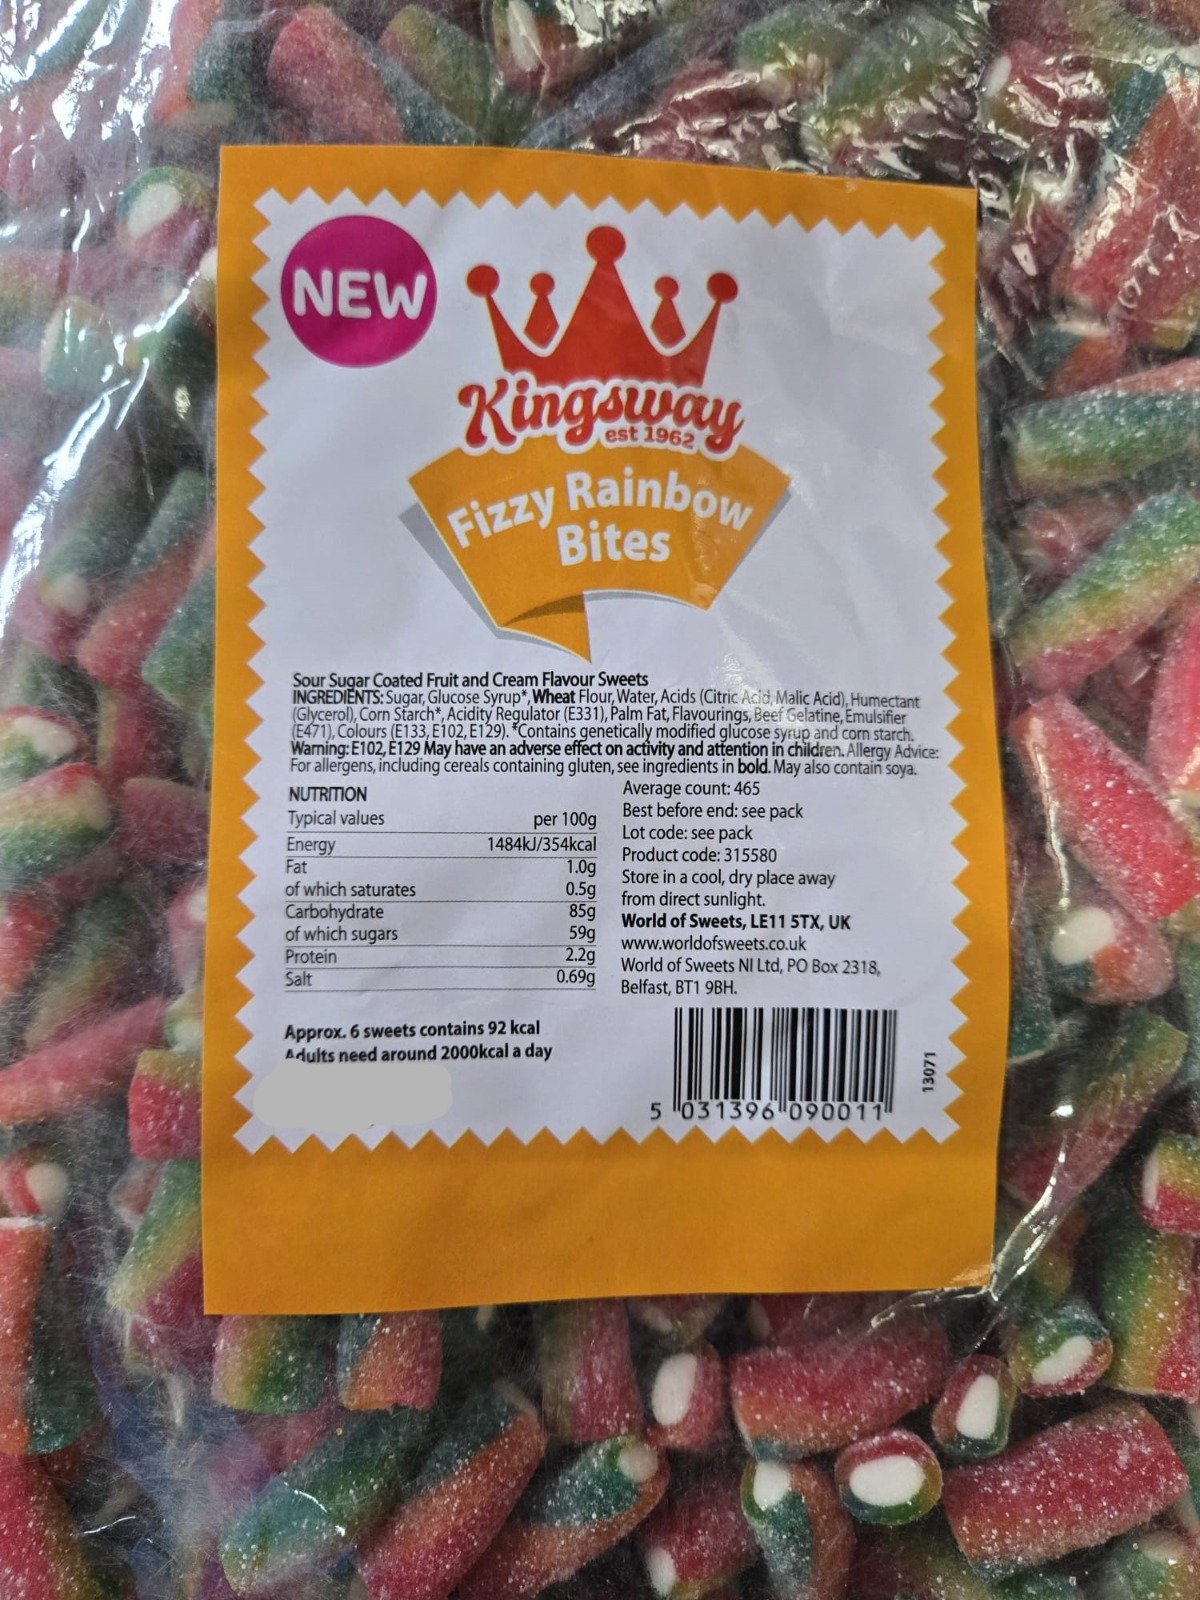 NEW
Kingsway
est 1962
Fizzy Rainbow
Bites
Sour Sugar Coated Fruit and Cream Flavour Sweets
INGREDIENTS: Sugar, Glucose Syrup*, Wheat Flour, Water, Acids (Citric Acid, Malic Acid), Humectant
(Glycerol), Corn Starch*, Acidity Regulator (E331), Palm Fat, Flavourings, Beef Gelatine, Emulsifier
(E471), Colours (E133, E102, E129). *Contains genetically modified glucose syrup and corn starch.
Warning: E102, E129 May have an adverse effect on activity and attention in children. Allergy Advice:
For allergens, including cereals containing gluten, see ingredients in bold. May also contain soya.
NUTRITION
Typical values per 100g
Energy 1484kJ/354kcal
Fat 1.0g
of which saturates 0.5g
Carbohydrate 85g
of which sugars 59g
Protein 2.2g
Salt 0.69g
Approx. 6 sweets contains 92 kcal
Adults need around 2000kcal a day
Average count: 465
Best before end: see pack
Lot code: see pack
Product code: 315580
Store in a cool, dry place away
from direct sunlight.
World of Sweets, LE11 5TX, UK
www.worldofsweets.co.uk
World of Sweets NI Ltd, PO Box 2318,
Belfast, BT1 9BH.
5 031396 090011
13071